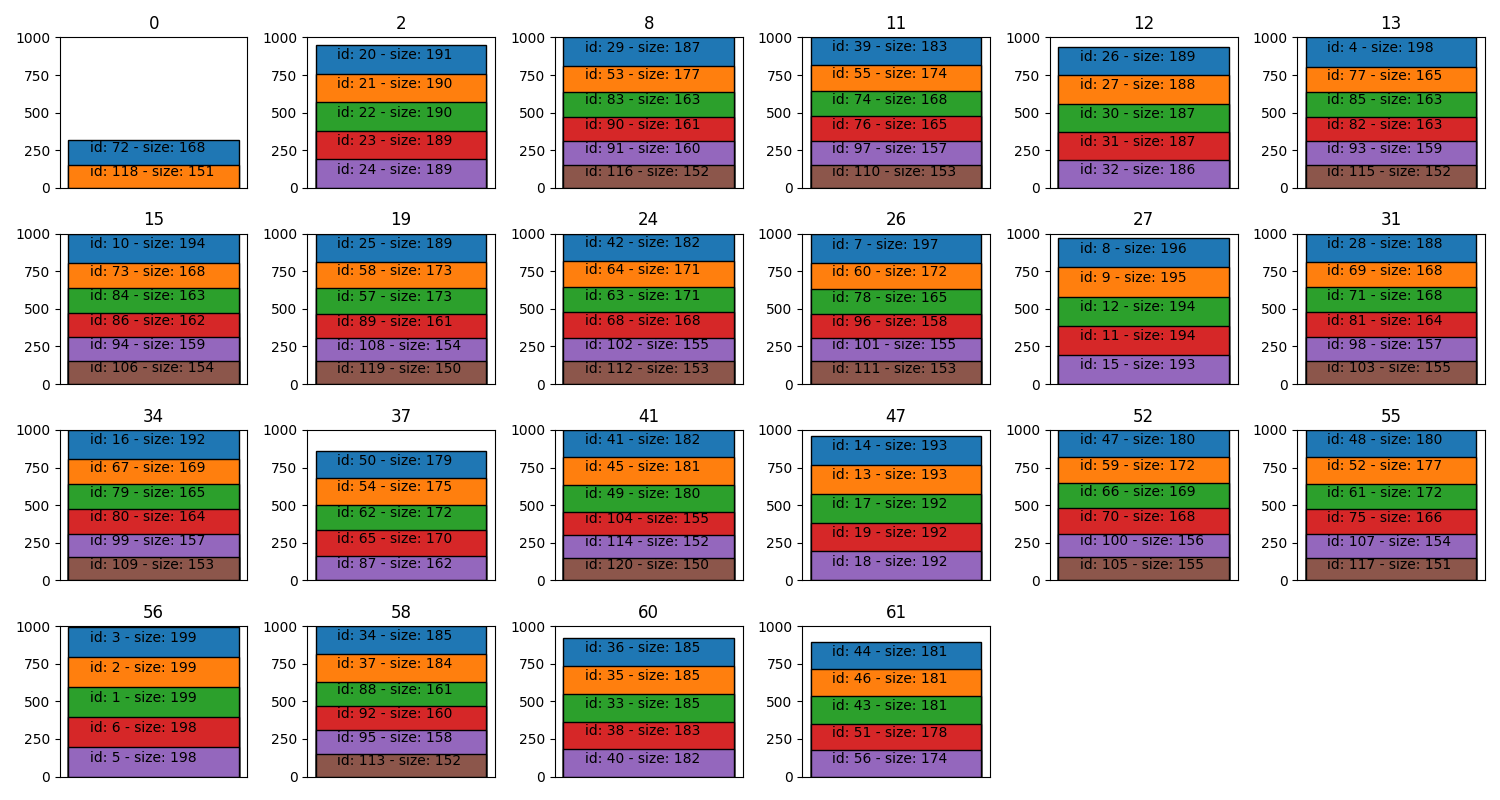 0
1000
750
500
250
0
id: 72 - size: 168
id: 118 - size: 151
2
1000
750
500
250
0
id: 20 - size: 191
id: 21 - size: 190
id: 22 - size: 190
id: 23 - size: 189
id: 24 - size: 189
8
1000
750
500
250
0
id: 29 - size: 187
id: 53 - size: 177
id: 83 - size: 163
id: 90 - size: 161
id: 91 - size: 160
id: 116 - size: 152
11
1000
750
500
250
0
id: 39 - size: 183
id: 55 - size: 174
id: 74 - size: 168
id: 76 - size: 165
id: 97 - size: 157
id: 110 - size: 153
12
1000
750
500
250
0
id: 26 - size: 189
id: 27 - size: 188
id: 30 - size: 187
id: 31 - size: 187
id: 32 - size: 186
13
1000
750
500
250
0
id: 4 - size: 198
id: 77 - size: 165
id: 85 - size: 163
id: 82 - size: 163
id: 93 - size: 159
id: 115 - size: 152
15
1000
750
500
250
0
id: 10 - size: 194
id: 73 - size: 168
id: 84 - size: 163
id: 86 - size: 162
id: 94 - size: 159
id: 106 - size: 154
19
1000
750
500
250
0
id: 25 - size: 189
id: 58 - size: 173
id: 57 - size: 173
id: 89 - size: 161
id: 108 - size: 154
id: 119 - size: 150
24
1000
750
500
250
0
id: 42 - size: 182
id: 64 - size: 171
id: 63 - size: 171
id: 68 - size: 168
id: 102 - size: 155
id: 112 - size: 153
26
1000
750
500
250
0
id: 7 - size: 197
id: 60 - size: 172
id: 78 - size: 165
id: 96 - size: 158
id: 101 - size: 155
id: 111 - size: 153
27
1000
750
500
250
0
id: 8 - size: 196
id: 9 - size: 195
id: 12 - size: 194
id: 11 - size: 194
id: 15 - size: 193
31
1000
750
500
250
0
id: 28 - size: 188
id: 69 - size: 168
id: 71 - size: 168
id: 81 - size: 164
id: 98 - size: 157
id: 103 - size: 155
34
1000
750
500
250
0
id: 16 - size: 192
id: 67 - size: 169
id: 79 - size: 165
id: 80 - size: 164
id: 99 - size: 157
id: 109 - size: 153
37
1000
750
500
250
0
id: 50 - size: 179
id: 54 - size: 175
id: 62 - size: 172
id: 65 - size: 170
id: 87 - size: 162
41
1000
750
500
250
0
id: 41 - size: 182
id: 45 - size: 181
id: 49 - size: 180
id: 104 - size: 155
id: 114 - size: 152
id: 120 - size: 150
47
1000
750
500
250
0
id: 14 - size: 193
id: 13 - size: 193
id: 17 - size: 192
id: 19 - size: 192
id: 18 - size: 192
52
1000
750
500
250
0
id: 47 - size: 180
id: 59 - size: 172
id: 66 - size: 169
id: 70 - size: 168
id: 100 - size: 156
id: 105 - size: 155
55
1000
750
500
250
0
id: 48 - size: 180
id: 52 - size: 177
id: 61 - size: 172
id: 75 - size: 166
id: 107 - size: 154
id: 117 - size: 151
56
1000
750
500
250
0
id: 3 - size: 199
id: 2 - size: 199
id: 1 - size: 199
id: 6 - size: 198
id: 5 - size: 198
58
1000
750
500
250
0
id: 34 - size: 185
id: 37 - size: 184
id: 88 - size: 161
id: 92 - size: 160
id: 95 - size: 158
id: 113 - size: 152
60
1000
750
500
250
0
id: 36 - size: 185
id: 35 - size: 185
id: 33 - size: 185
id: 38 - size: 183
id: 40 - size: 182
61
1000
750
500
250
0
id: 44 - size: 181
id: 46 - size: 181
id: 43 - size: 181
id: 51 - size: 178
id: 56 - size: 174